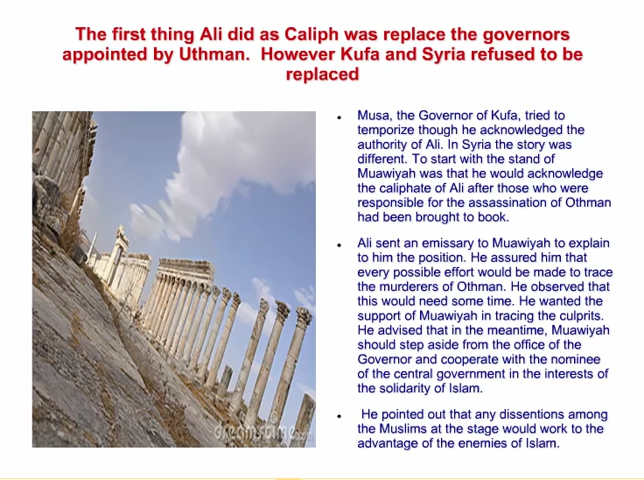 The first thing Ali did as Caliph was replace the governors
appointed by Uthman.  However Kufa and Syria refused to be
replaced
• Musa, the Governor of Kufa, tried to
temporize though he acknowledged the
authority of Ali. In Syria the story was
different. To start with the stand of
Muawiyah was that he would acknowledge
the caliphate of Ali after those who were
responsible for the assassination of Othman
had been brought to book.
• Ali sent an emissary to Muawiyah to explain
to him the position. He assured him that
every possible effort would be made to trace
the murderers of Othman. He observed that
this would need some time. He wanted the
support of Muawiyah in tracing the culprits.
He advised that in the meantime, Muawiyah
should step aside from the office of the
Governor and cooperate with the nominee
of the central government in the interests of
the solidarity of Islam.
• He pointed out that any dissentions among
the Muslims at the stage would work to the
advantage of the enemies of Islam.
dreamstime